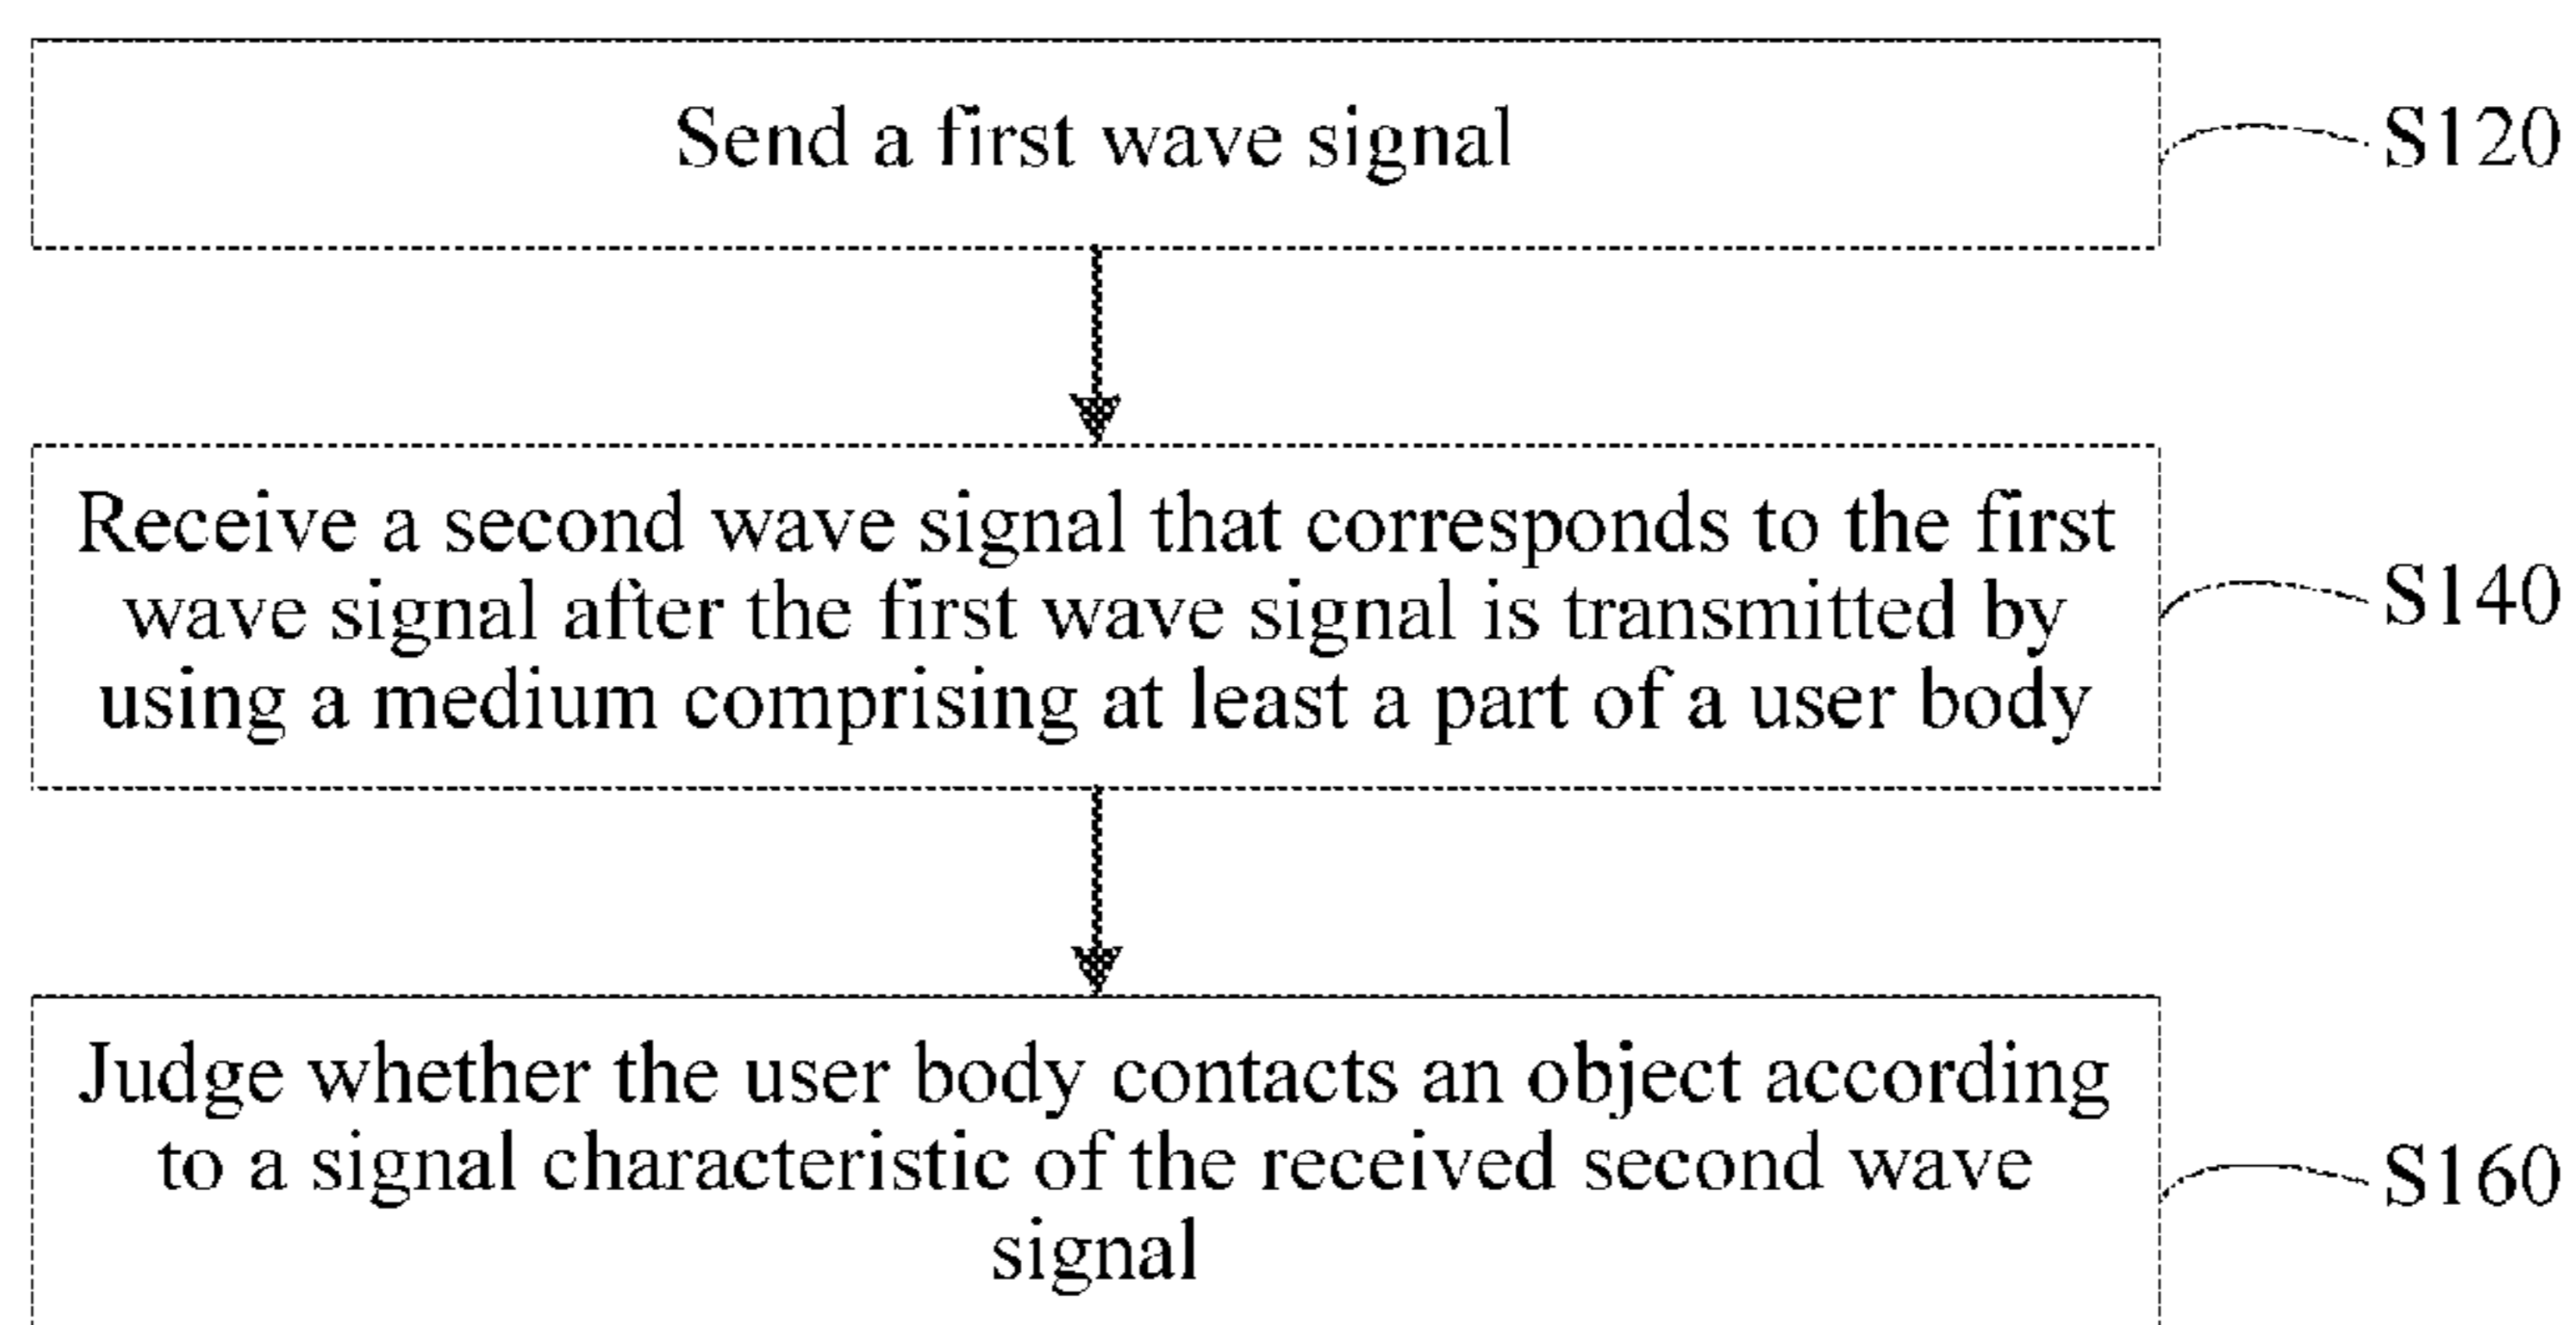 Send a first wave signal
S120
Receive a second wave signal that corresponds to the first
wave signal after the first wave signal is transmitted by
using a medium comprising at least a part of a user body
S140
Judge whether the user body contacts an object according
to a signal characteristic of the received second wave
signal
S160